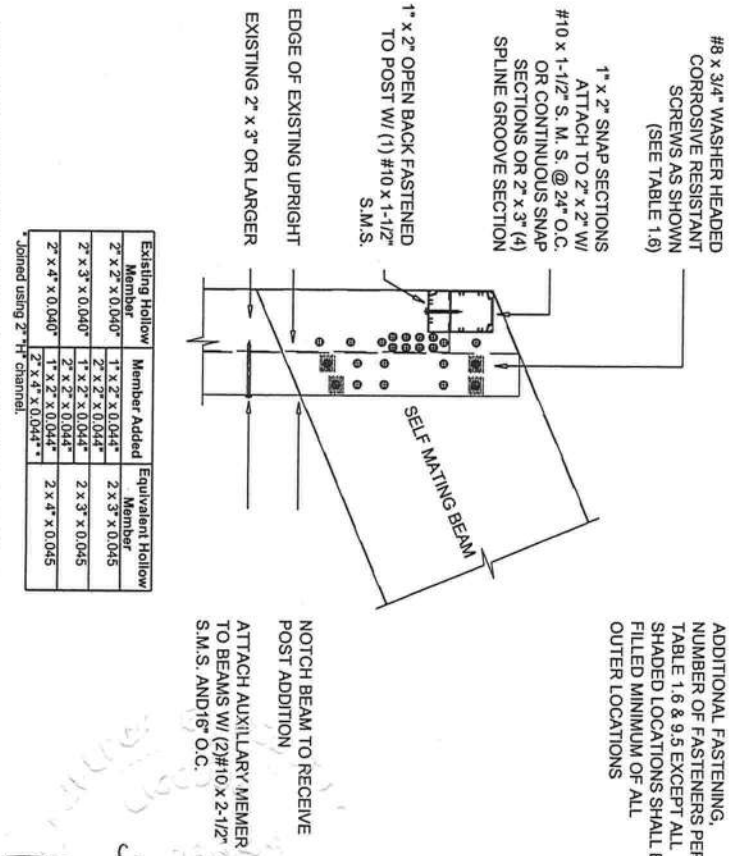 #8 x 3/4" WASHER HEADED
CORROSIVE RESISTANT
SCREWS AS SHOWN
(SEE TABLE 1.6)
1" x 2" SNAP SECTIONS
ATTACH TO 2" x 2" W/
#10 x 1-1/2" S. M. S. @ 24" O.C.
OR CONTINUOUS SNAP
SECTIONS OR 2" x 3" (4)
SPLINE GROOVE SECTION
1" x 2" OPEN BACK FASTENED
TO POST W/ (1) #10 x 1-1/2"
S.M.S.
EDGE OF EXISTING UPRIGHT
EXISTING 2" x 3" OR LARGER
SELF MATING BEAM
ADDITIONAL FASTENING,
NUMBER OF FASTENERS PER
TABLE 1.6 & 9.5 EXCEPT ALL
SHADED LOCATIONS SHALL
FILLED MINIMUM OF ALL
OUTER LOCATIONS
NOTCH BEAM TO RECEIVE
POST ADDITION
ATTACH AUXILLARY MEMER
TO BEAMS W/ (2)#10 x 2-1/2"
S.M.S. AND16" O.C.
Existing Hollow Member Member Added Equivalent Hollow Member
2" x 2" x 0.040" 1" x 2" x 0.044" 2 x 3" x 0.045
2" x 2" x 0.044"
2" x 3" x 0.040" 1" x 2" x 0.044" 2 x 3" x 0.045
2" x 2" x 0.044"
2" x 4" x 0.040" 1" x 2" x 0.044" 2 x 4" x 0.045
2" x 4" x 0.044" *
* Joined using 2" "H" channel.